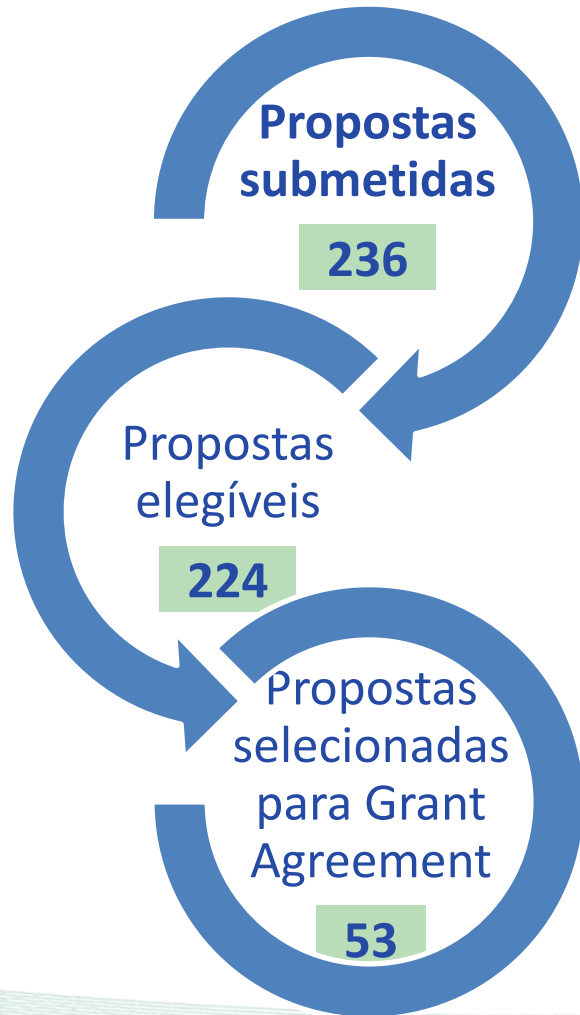 Propostas
submetidas
236
Propostas
elegíveis
224
Propostas
selecionadas
para Grant
Agreement
53